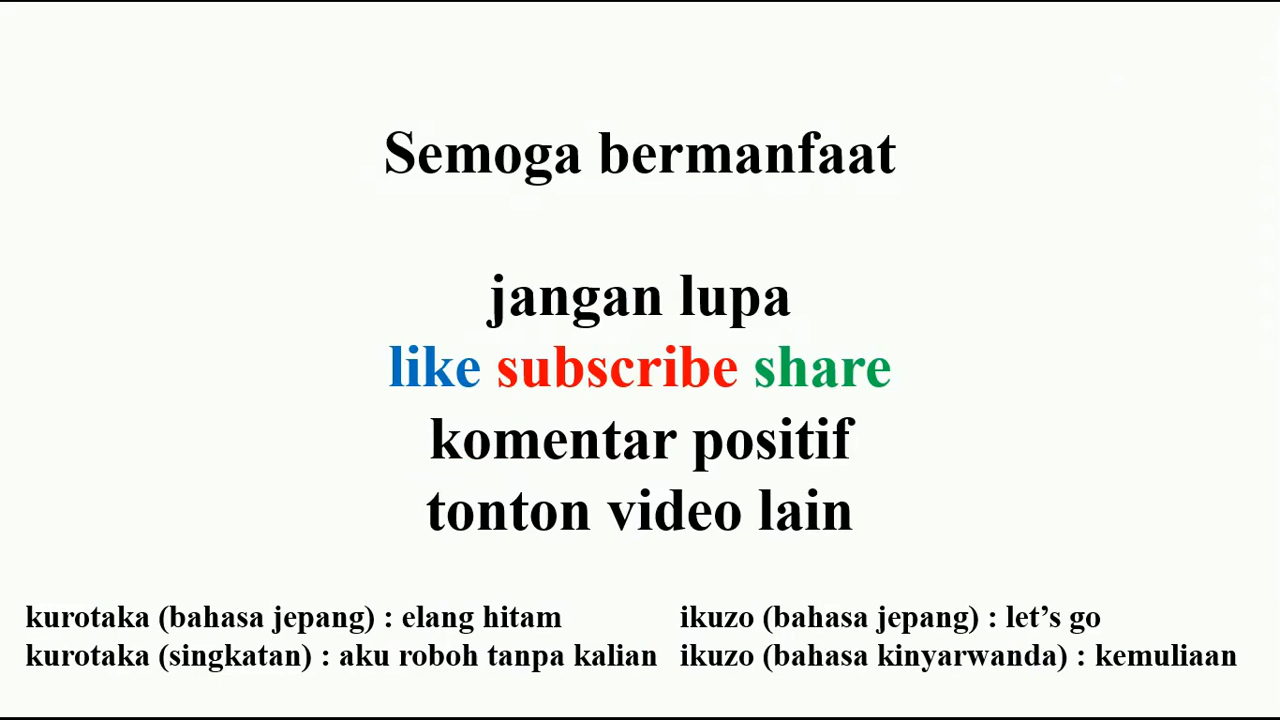 Semoga bermanfaat
jangan lupa
like subscribe share
komentar positif
tonton video lain
kurotaka (bahasa jepang) : elang hitam
kurotaka (singkatan) : aku roboh tanpa kalian
ikuzo (bahasa jepang) : let’s go
ikuzo (bahasa kinyarwanda) : kemuliaan